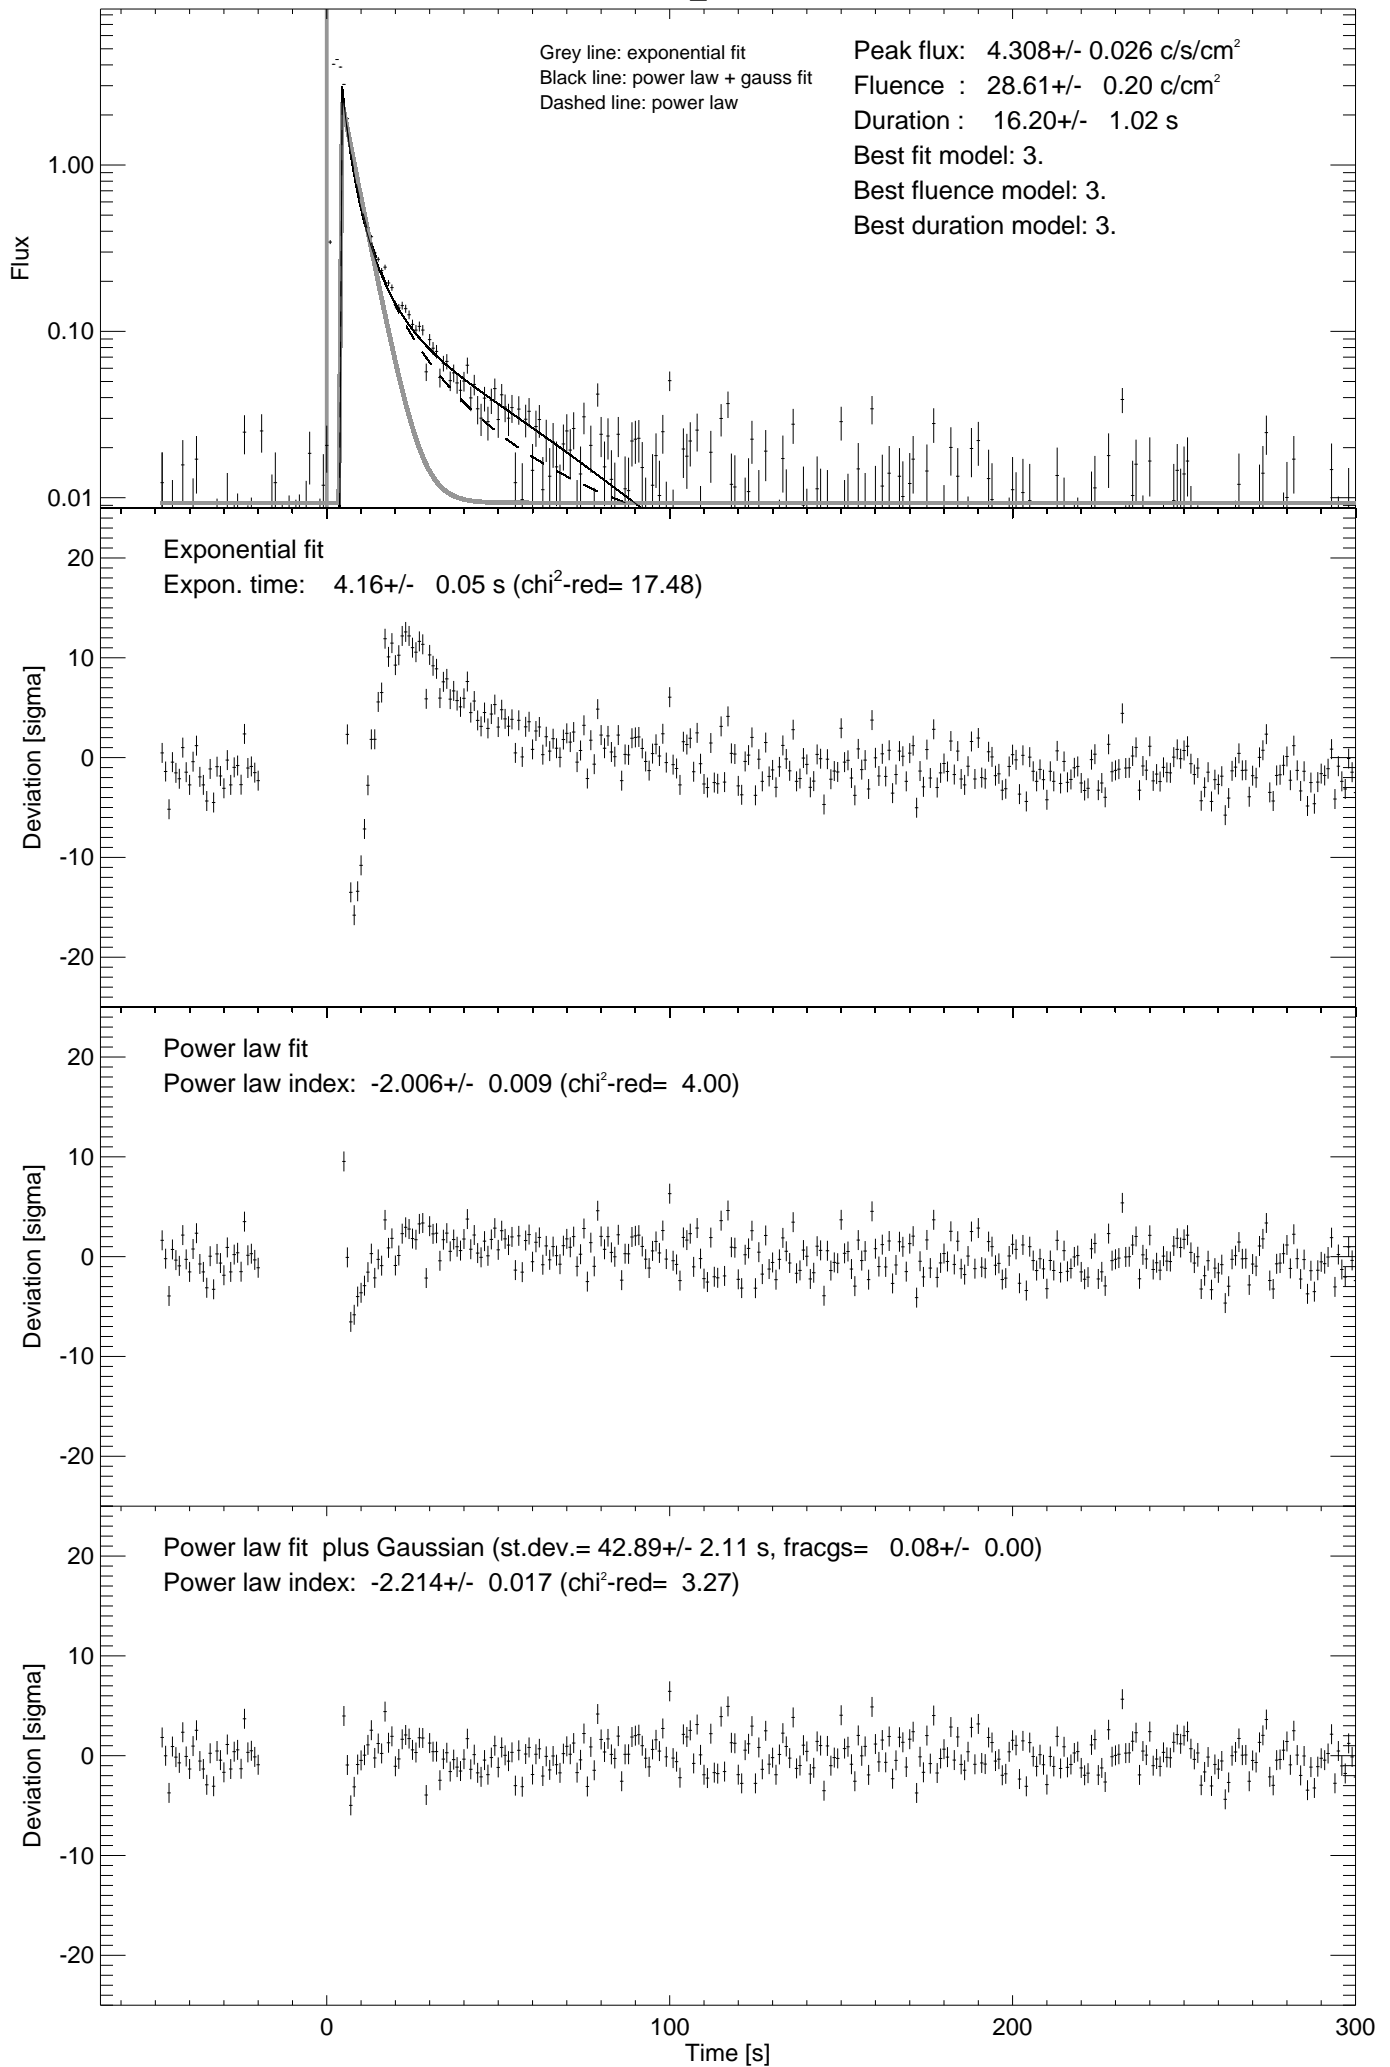 Grey line: exponential fit
Black line: power law + gauss fit
Dashed line: power law
Peak flux: 4.308+/- 0.026 c/s/cm²
Fluence : 28.61+/- 0.20 c/cm²
Duration : 16.20+/- 1.02 s
Best fit model: 3.
Best fluence model: 3.
Best duration model: 3.
1.00
0.10
0.01
Flux
Exponential fit
Expon. time: 4.16+/- 0.05 s (chi²-red= 17.48)
20
10
0
-10
-20
Deviation [sigma]
Power law fit
Power law index: -2.006+/- 0.009 (chi²-red= 4.00)
20
10
0
-10
-20
Deviation [sigma]
Power law fit plus Gaussian (st.dev.= 42.89+/- 2.11 s, fracgs= 0.08+/- 0.00)
Power law index: -2.214+/- 0.017 (chi²-red= 3.27)
20
10
0
-10
-20
Deviation [sigma]
0 100 200 300
Time [s]